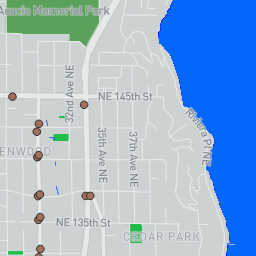 Acacia Memorial Park
32nd Ave NE
NE 145th St
Riviera Pl NE
35th Ave NE
37th Ave NE
ENWOOD
NE 135th St
CEDAR PARK